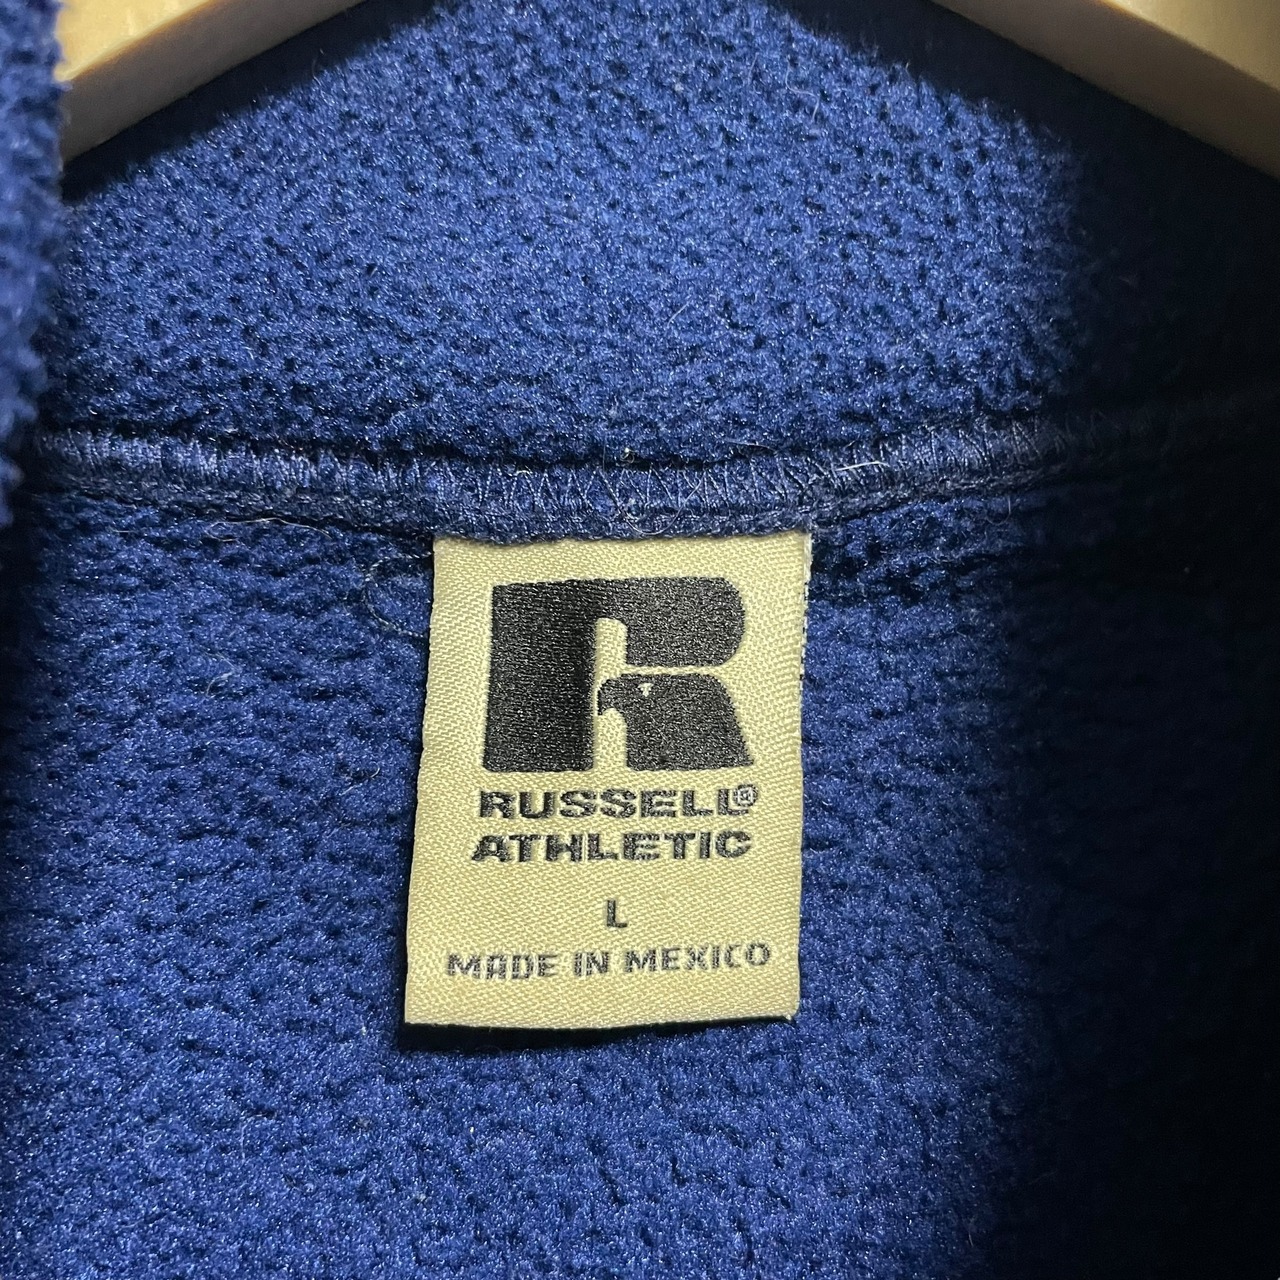 R
RUSSELL®
ATHLETIC
L
MADE IN MEXICO